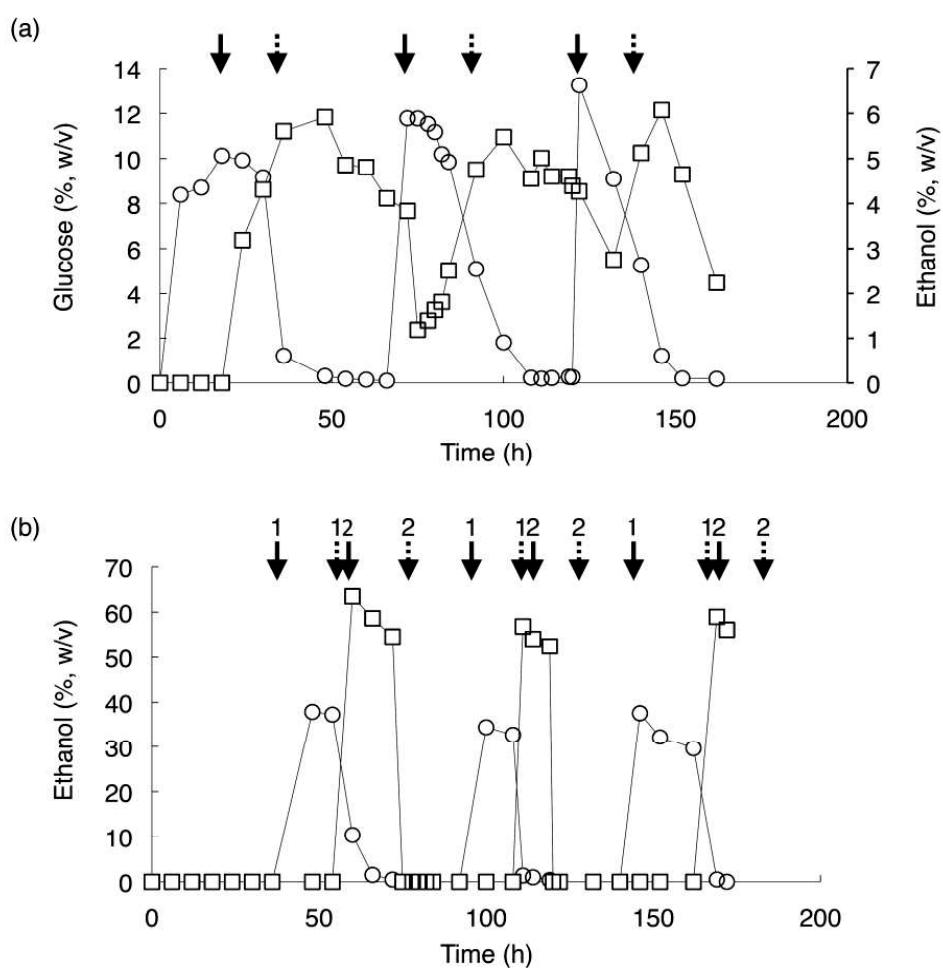 (a)
14 12 10 8 6 4 2 0
Glucose (%, w/v)
7 6 5 4 3 2 1 0
Ethanol (%, w/v)
0 50 100 150 200
Time (h)
(b)
1 12 2 1 12 2 1 12 2
70 60 50 40 30 20 10 0
Ethanol (%, w/v)
0 50 100 150 200
Time (h)